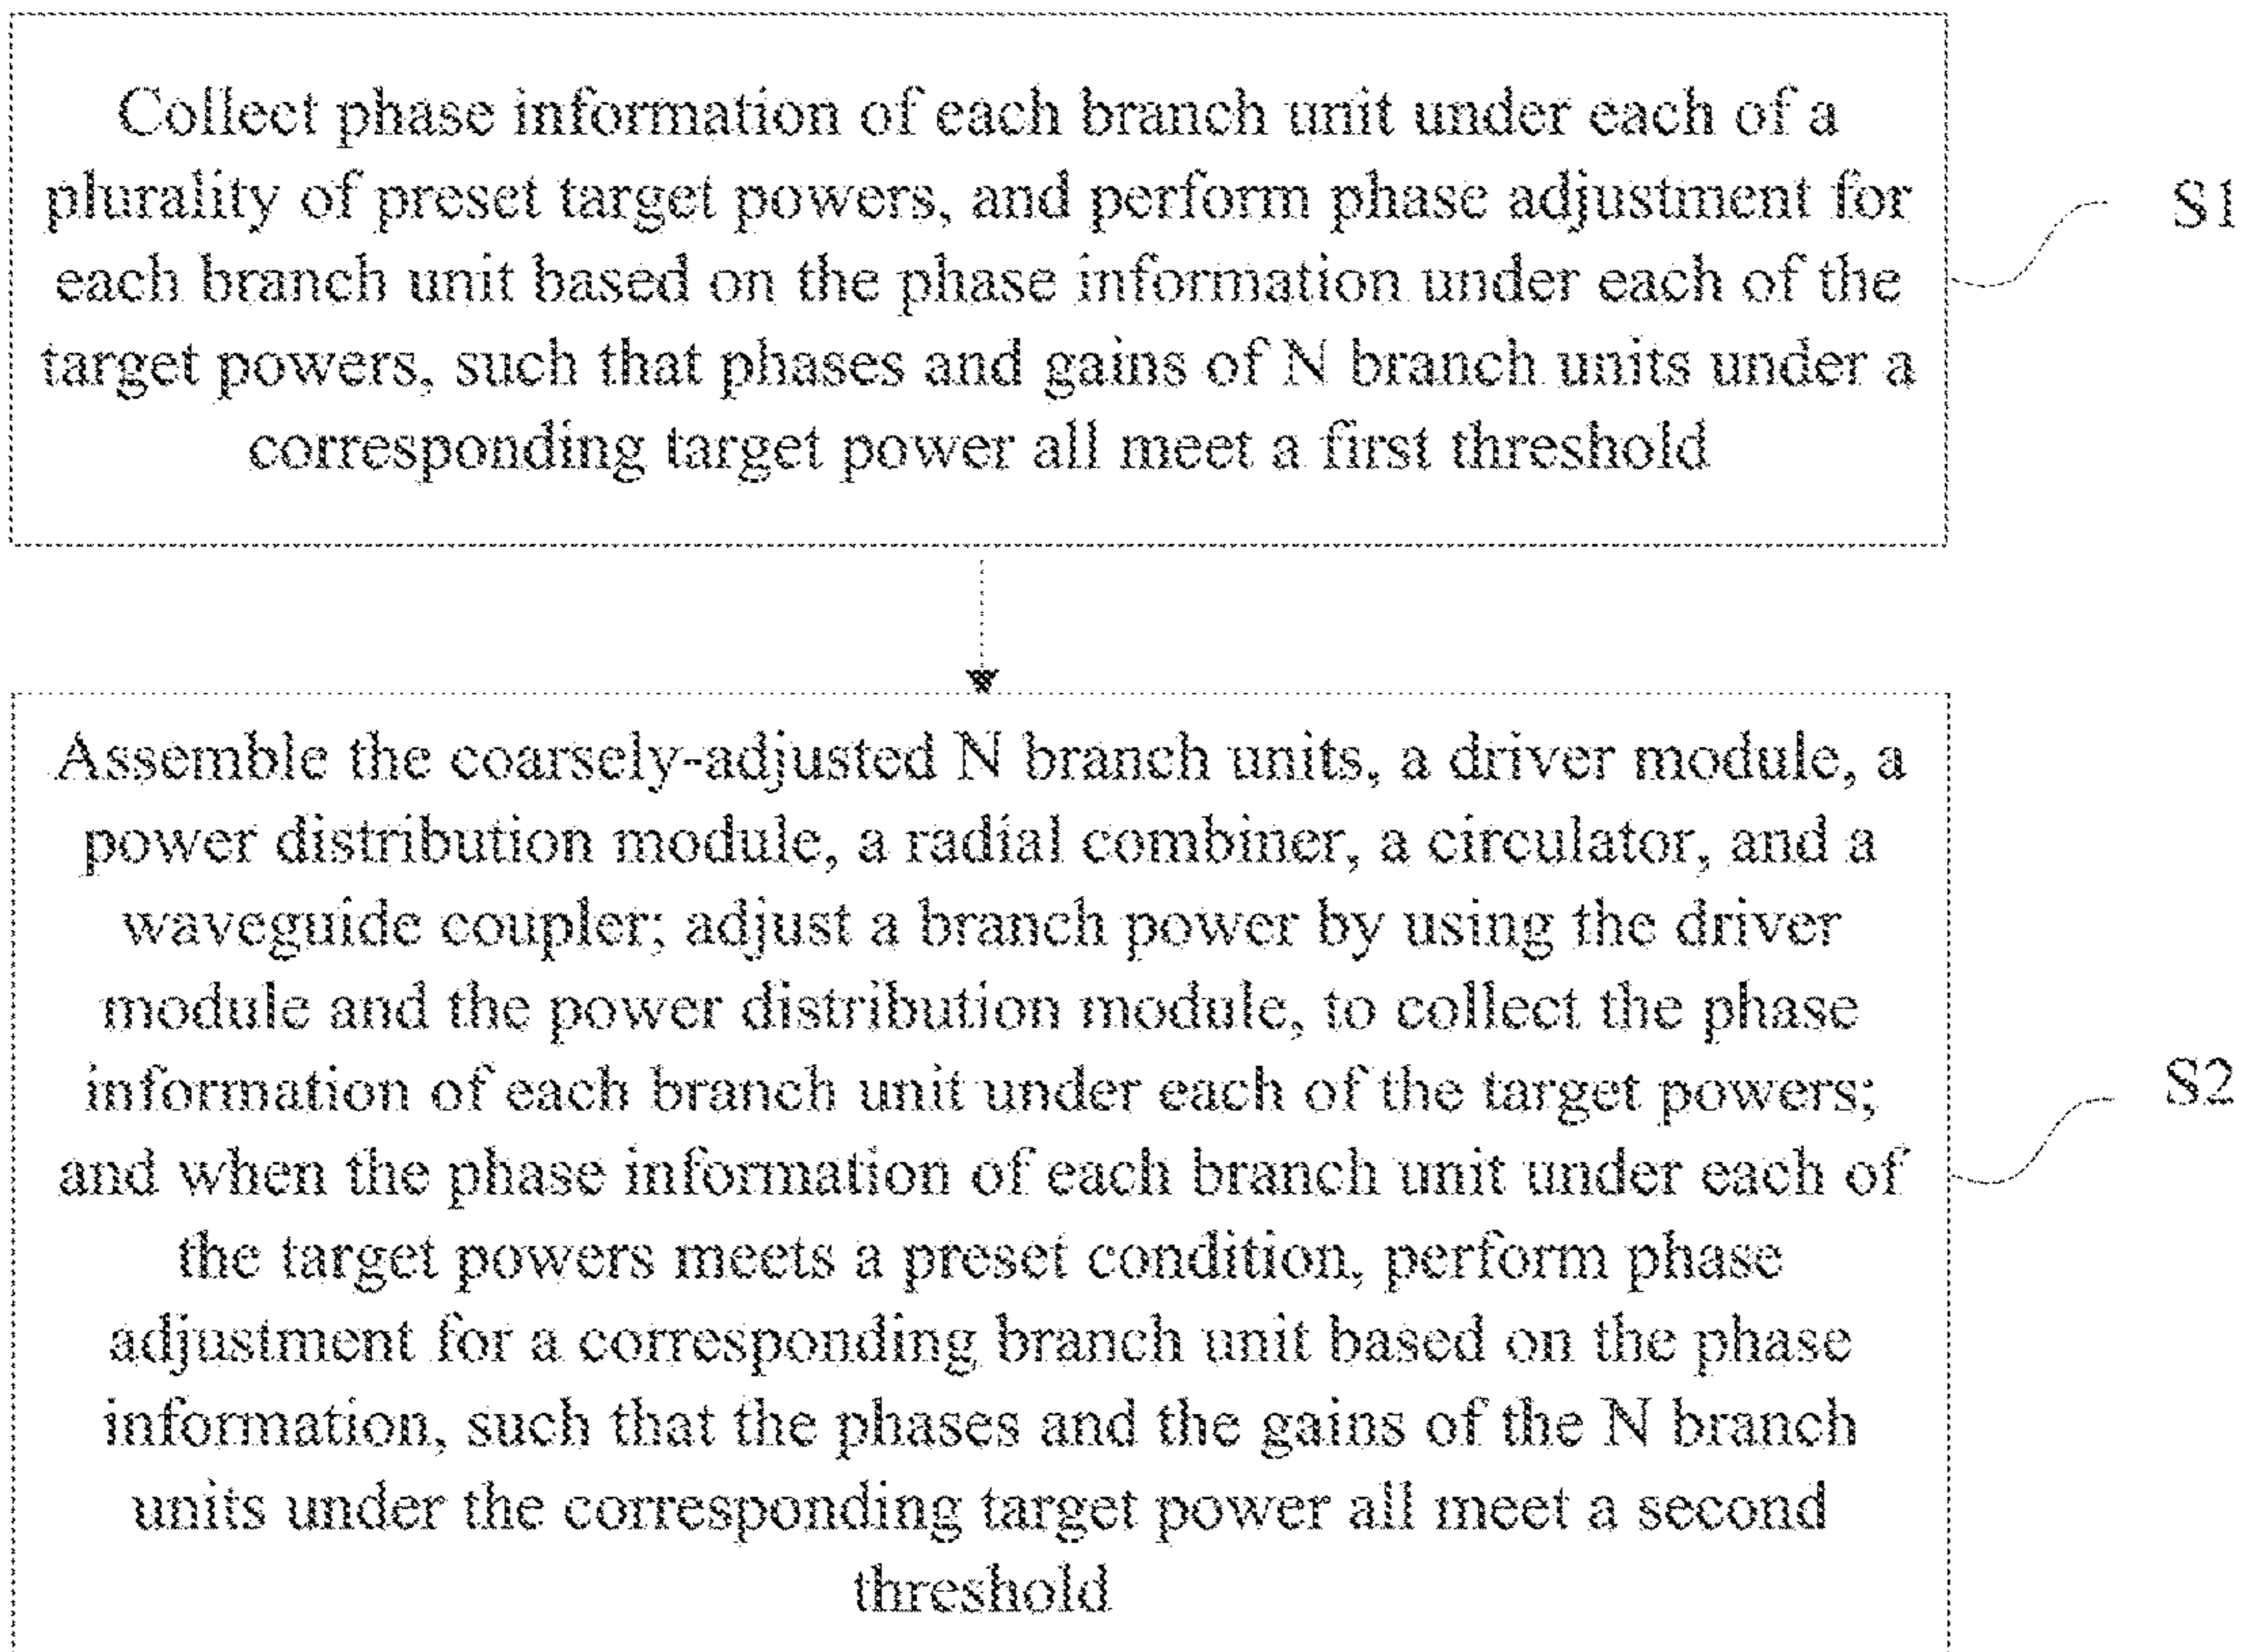 Collect phase information of each branch unit under each of a
plurality of preset target powers, and perform phase adjustment for
each branch unit based on the phase information under each of the
target powers, such that phases and gains of N branch units under a
corresponding target power all meet a first threshold
S1
Assemble the coarsely-adjusted N branch units, a driver module, a
power distribution module, a radial combiner, a circulator, and a
waveguide coupler; adjust a branch power by using the driver
module and the power distribution module, to collect the phase
information of each branch unit under each of the target powers;
and when the phase information of each branch unit under each of
the target powers meets a preset condition, perform phase
adjustment for a corresponding branch unit based on the phase
information, such that the phases and the gains of the N branch
units under the corresponding target power all meet a second
threshold
S2